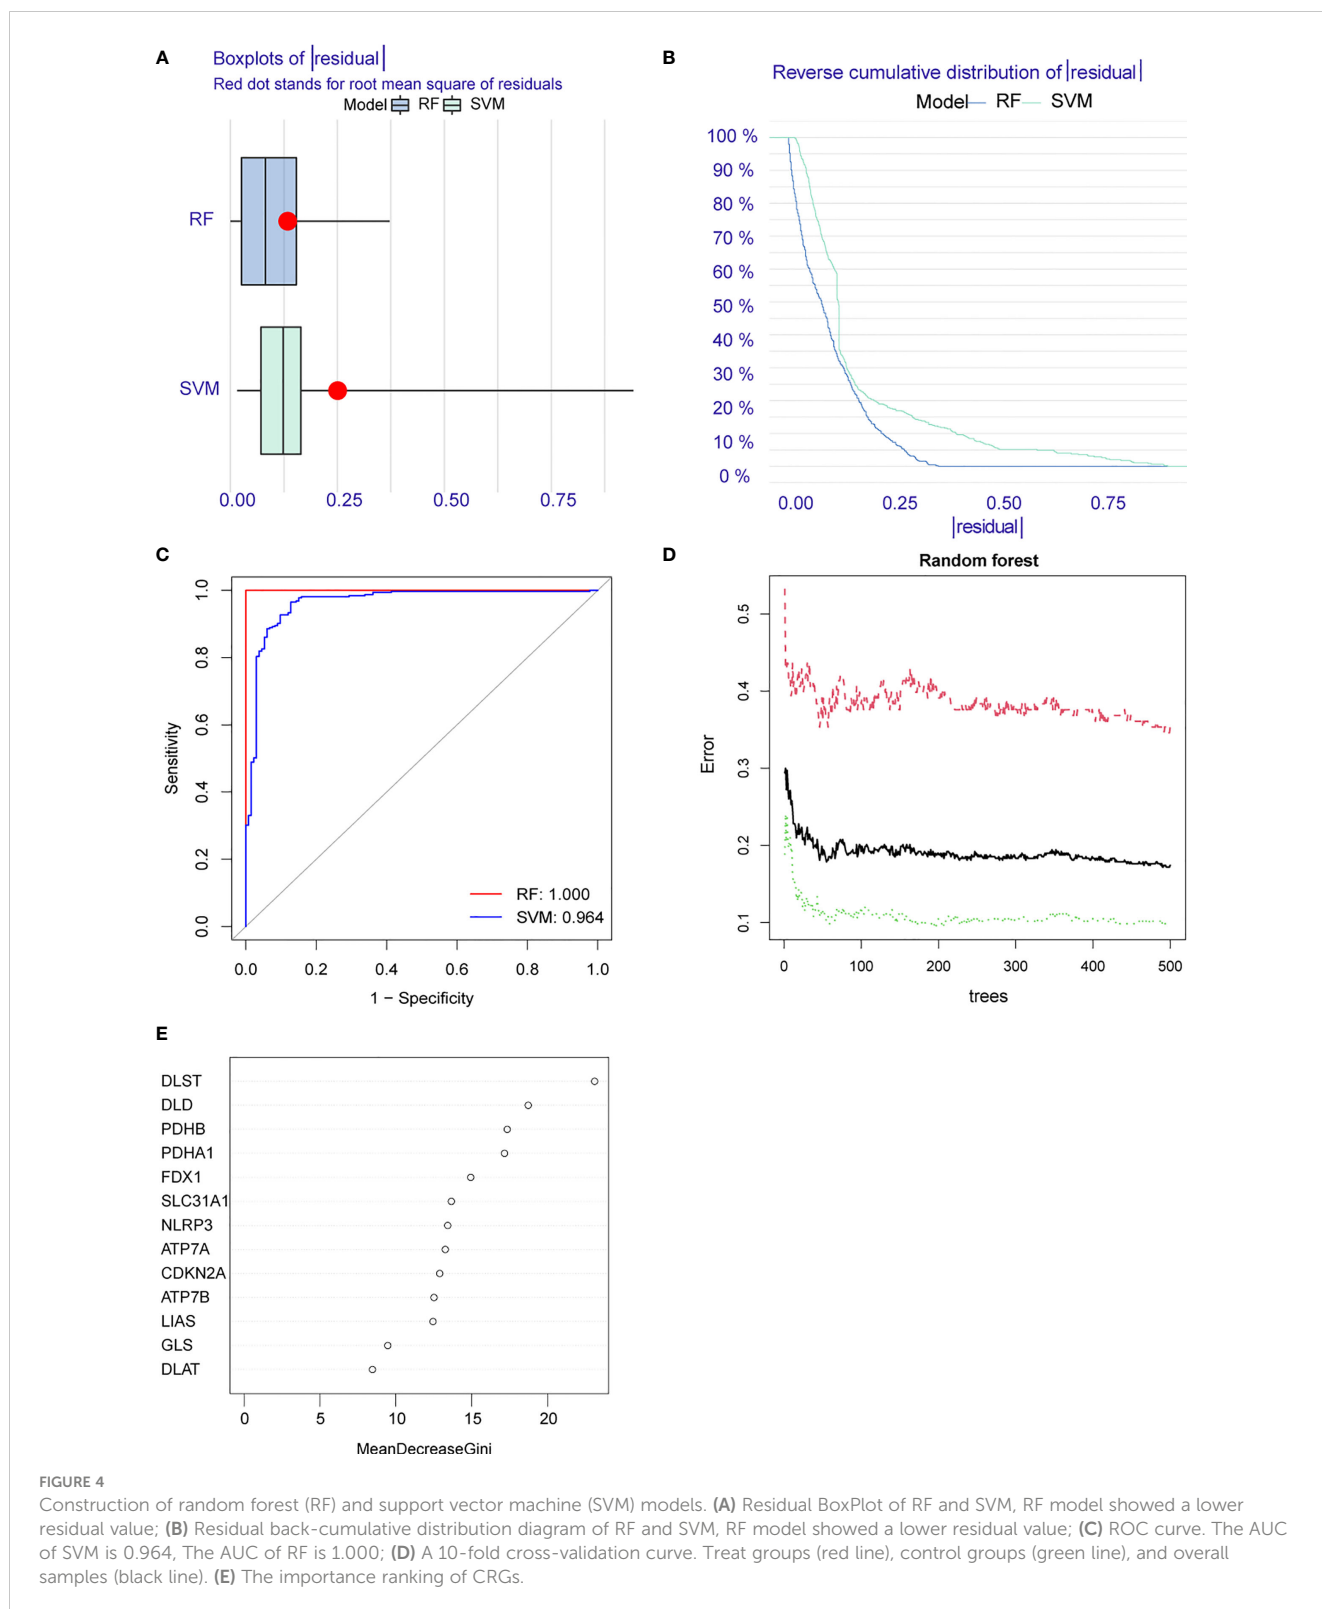 A
Boxplots of |residual|
Red dot stands for root mean square of residuals
Model RF SVM
RF
SVM
0.00 0.25 0.50 0.75
B
Reverse cumulative distribution of |residual|
Model RF SVM
100 %
90 %
80 %
70 %
60 %
50 %
40 %
30 %
20 %
10 %
0 %
0.00 0.25 0.50 0.75
|residual|
C
Sensitivity
1.0
0.8
0.6
0.4
0.2
0.0
RF: 1.000
SVM: 0.964
0.0 0.2 0.4 0.6 0.8 1.0
1 − Specificity
D
Random forest
Error
0.5
0.4
0.3
0.2
0.1
0 100 200 300 400 500
trees
E
DLST
DLD
PDHB
PDHA1
FDX1
SLC31A1
NLRP3
ATP7A
CDKN2A
ATP7B
LIAS
GLS
DLAT
0 5 10 15 20
MeanDecreaseGini
FIGURE 4
Construction of random forest (RF) and support vector machine (SVM) models. (A) Residual BoxPlot of RF and SVM, RF model showed a lower
residual value; (B) Residual back-cumulative distribution diagram of RF and SVM, RF model showed a lower residual value; (C) ROC curve. The AUC
of SVM is 0.964, The AUC of RF is 1.000; (D) A 10-fold cross-validation curve. Treat groups (red line), control groups (green line), and overall
samples (black line). (E) The importance ranking of CRGs.